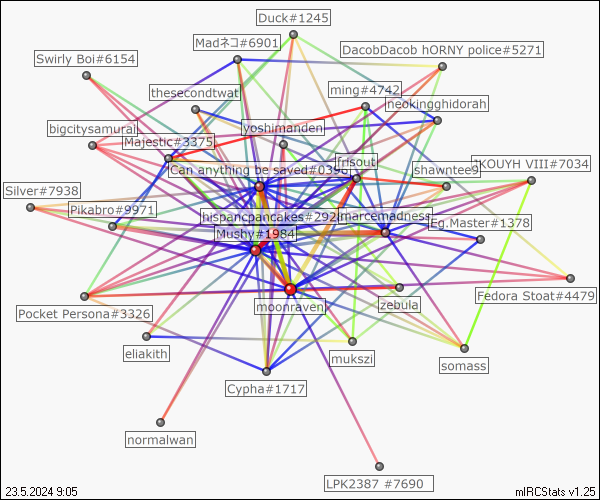 Duck#1245
Madネコ#6901
DacobDacob hORNY police#5271
Swirly Boi#6154
ming#4742
thesecondtwat
neokingghidorah
bigcitysamurai
yoshimanden
Majestic#3375
frisout
Can anything be saved#0390
shawntee9
KOUYH VIII#7034
Silver#7938
Pikabro#9971
hispanicpancakes#292
marcemadness
Eg.Master#1378
Mushy#1984
Fedora Stoat#4479
zebula
moonraven
Pocket Persona#3326
eliakith
mukszi
somass
Cypha#1717
normalwan
LPK2387 #7690
23.5.2024 9:05
mIRCStats v1.25